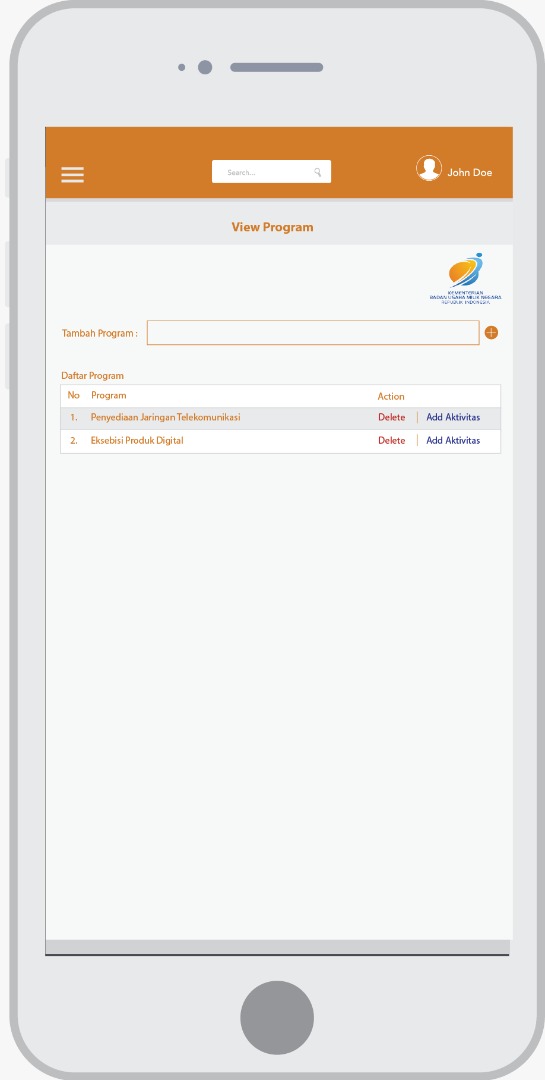 Search...
John Doe
View Program
KEMENTERIAN
BADAN USAHA MILIK NEGARA
REPUBLIK INDONESIA
Tambah Program :
Daftar Program
No Program Action
1. Penyediaan Jaringan Telekomunikasi Delete Add Aktivitas
2. Eksebisi Produk Digital Delete Add Aktivitas